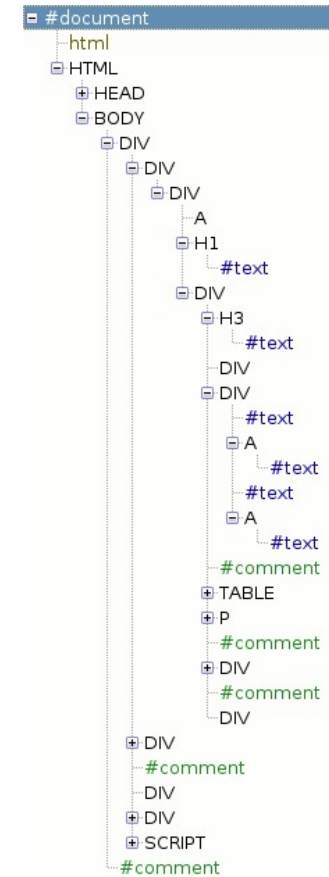 #document
html
HTML
HEAD
BODY
DIV
DIV
DIV
A
H1
#text
DIV
H3
#text
DIV
DIV
#text
A
#text
#text
A
#text
#comment
TABLE
P
#comment
DIV
#comment
DIV
DIV
#comment
DIV
DIV
SCRIPT
#comment